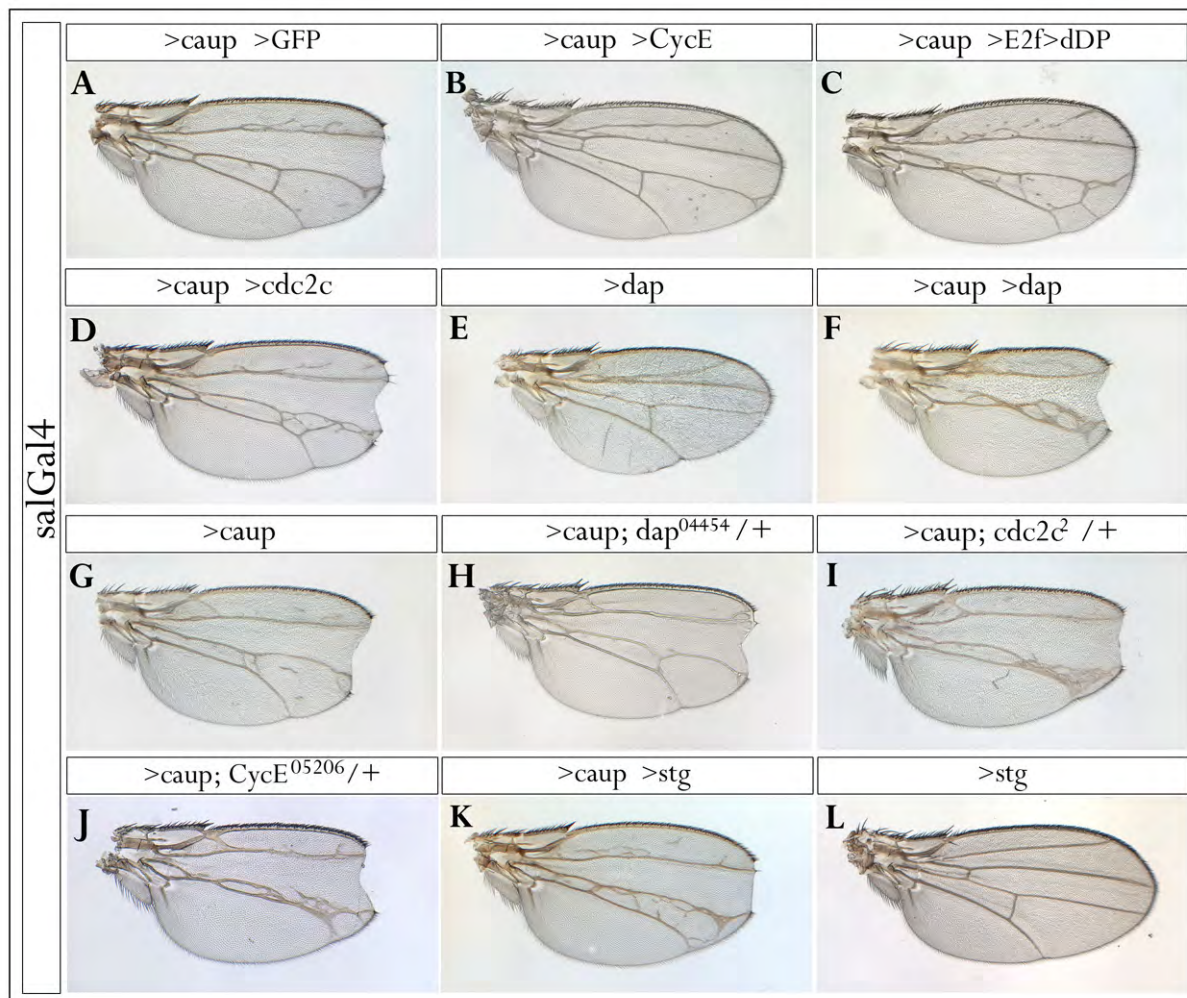 salGal4
>caup >GFP
>caup >CycE
>caup >E2f>dDP
A
B
C
>caup >cdc2c
>dap
>caup >dap
D
E
F
>caup
>caup; dap04454/+
>caup; cdc2c2 /+
G
H
I
>caup; CycE05206/+
>caup >stg
>stg
J
K
L